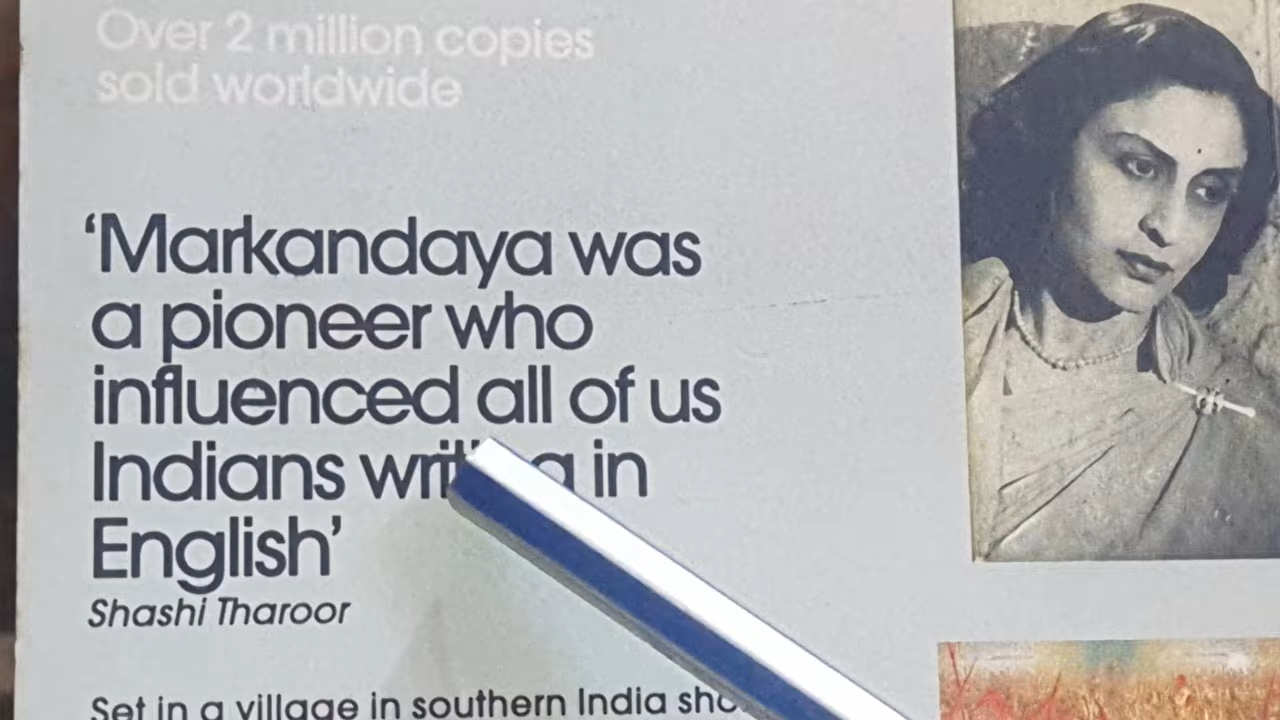 Over 2 million copies
sold worldwide
‘Markandaya was
a pioneer who
influenced all of us
Indians in
English’
Shashi Tharoor
Set in a village in southern India